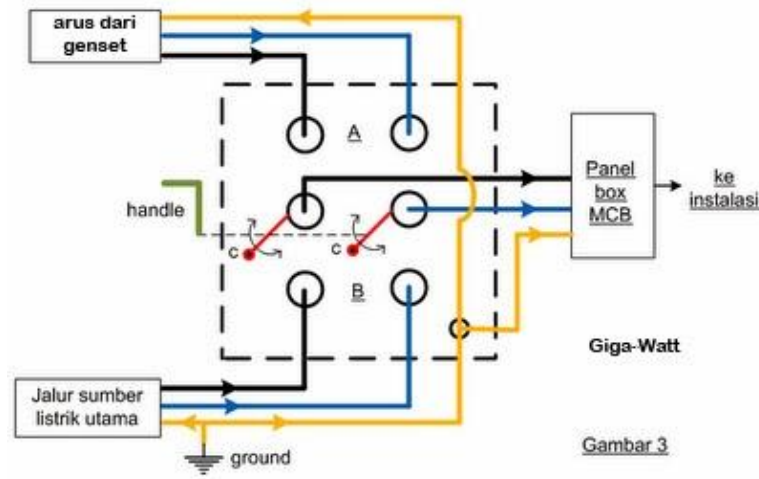 arus dari
genset
A
Panel
box
MCB
ke
instalasi
handle
C
C
B
Giga-Watt
Jalur sumber
listrik utama
ground
Gambar 3